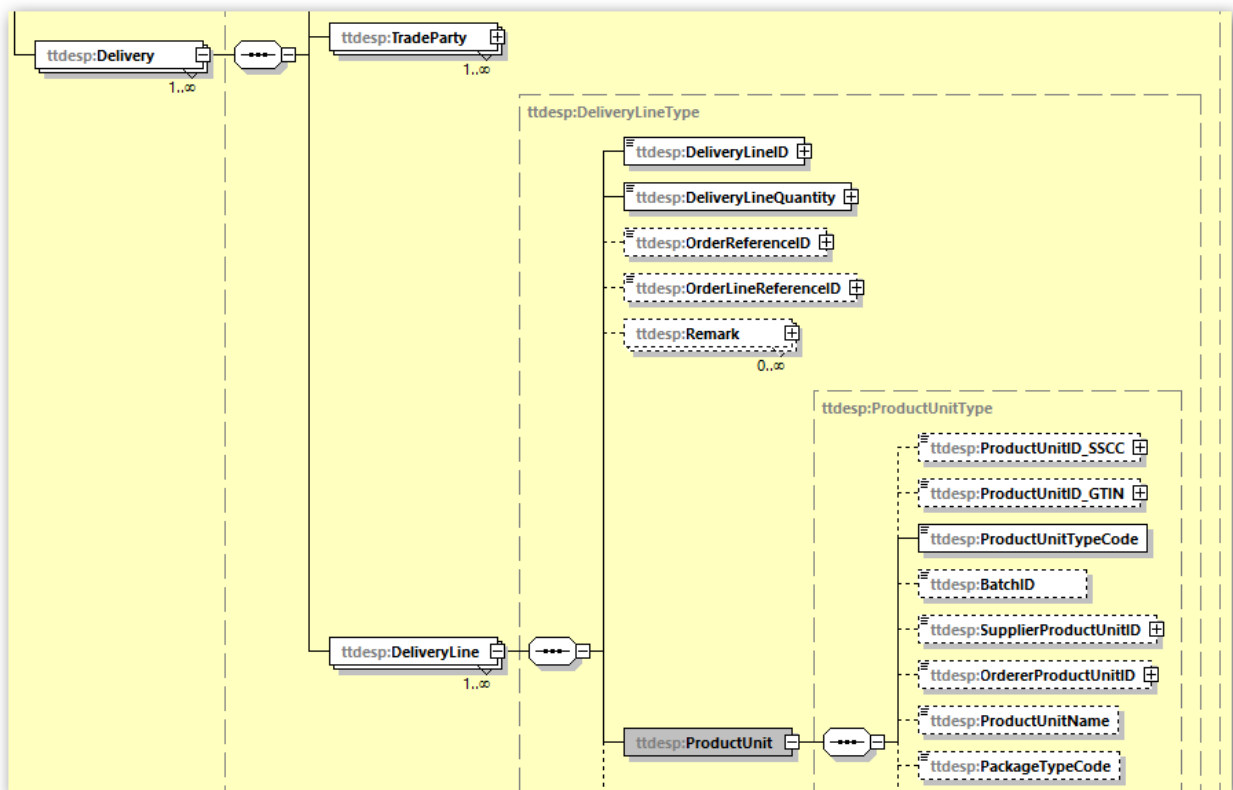 ttdesp:TradeParty
1..∞
ttdesp:Delivery
1..∞
ttdesp:DeliveryLineType
ttdesp:DeliveryLineID
ttdesp:DeliveryLineQuantity
ttdesp:OrderReferenceID
ttdesp:OrderLineReferenceID
ttdesp:Remark
0..∞
ttdesp:ProductUnitType
ttdesp:ProductUnitID_SSCC
ttdesp:ProductUnitID_GTIN
ttdesp:ProductUnitTypeCode
ttdesp:BatchID
ttdesp:SupplierProductUnitID
ttdesp:DeliveryLine
1..∞
ttdesp:OrdererProductUnitID
ttdesp:ProductUnitName
ttdesp:ProductUnit
ttdesp:PackageTypeCode